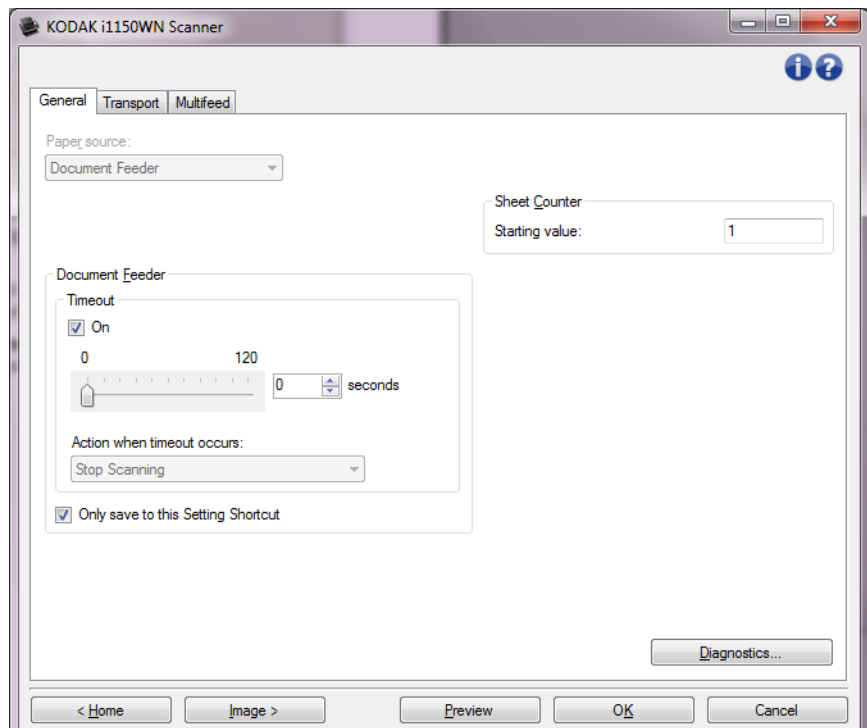 KODAK i1150WN Scanner
General Transport Multifeed
Paper source:
Document Feeder
Sheet Counter
Starting value: 1
Document Feeder
Timeout
On
0 120
0 seconds
Action when timeout occurs:
Stop Scanning
Only save to this Setting Shortcut
Diagnostics...
< Home Image > Preview OK Cancel